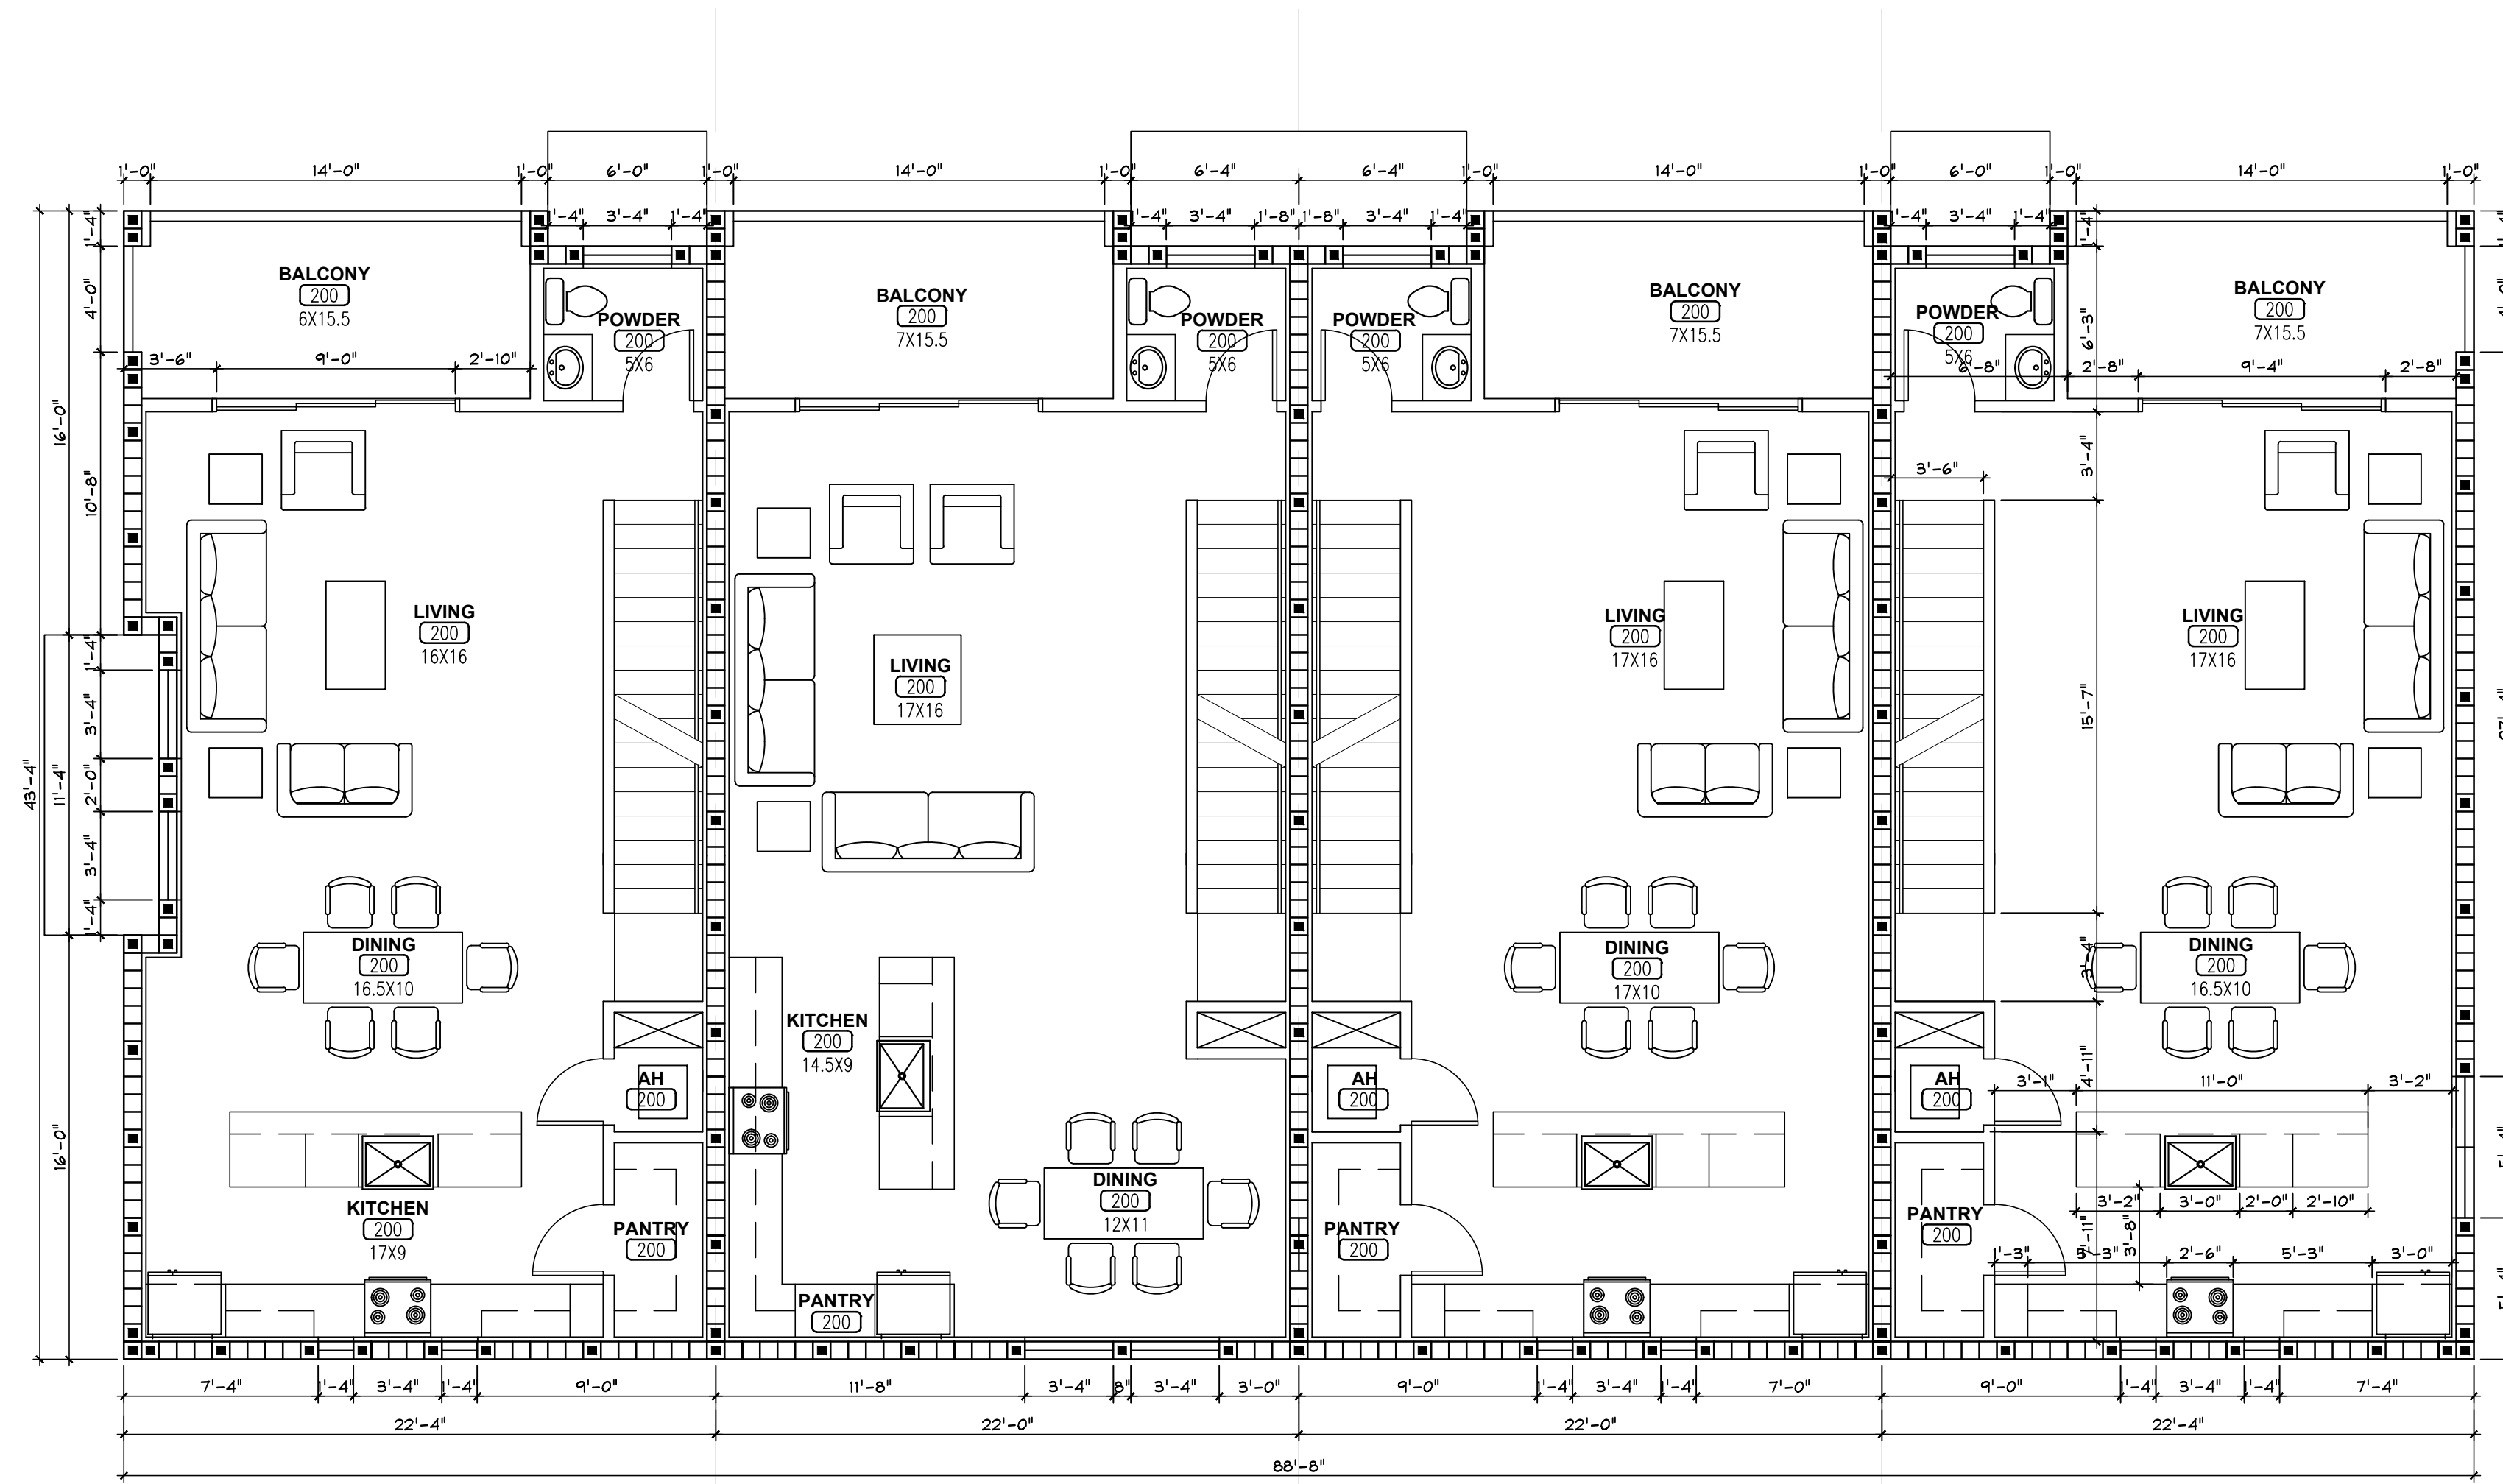 1'-0" 14'-0" 1'-0" 6'-0" 1'-0" 14'-0" 1'-0" 6'-4" 6'-4" 1'-0" 14'-0" 1'-0" 6'-0" 1'-0" 14'-0" 1'-0"
3'-4" 1'-4" 3'-4" 1'-8" 1'-8" 3'-4" 1'-4" 3'-4" 1'-4"
1'-4"
4'-0"
10'-8"
16'-0"
43'-4"
11'-4"
1'-4"
3'-4"
2'-0"
3'-4"
1'-4"
16'-0"
BALCONY
200
6X15.5
3'-6" 9'-0" 2'-10"
POWDER
200
5X6
LIVING
200
16X16
DINING
200
16.5X10
AH
200
KITCHEN
200
17X9
PANTRY
200
BALCONY
200
7X15.5
POWDER
200
5X6
LIVING
200
17X16
KITCHEN
200
14.5X9
DINING
200
12X11
PANTRY
200
POWDER
200
5X6
BALCONY
200
7X15.5
LIVING
200
17X16
DINING
200
17X10
AH
200
PANTRY
200
POWDER
200
5X6
BALCONY
200
7X15.5
6'-8" 2'-8" 9'-4" 2'-8"
1'-4"
6'-3"
3'-4"
3'-6"
15'-7"
3'-4"
4'-11"
LIVING
200
17X16
DINING
200
16.5X10
AH
200
3'-1" 11'-0" 3'-2"
PANTRY
200
3'-2" 3'-0" 2'-0" 2'-10"
3'-8"
1'-3" 2'-6" 5'-3" 3'-0"
7'-4" 1'-4" 3'-4" 1'-4" 9'-0" 11'-8" 3'-4" 8" 3'-4" 3'-0" 9'-0" 1'-4" 3'-4" 1'-4" 7'-0" 9'-0" 1'-4" 3'-4" 1'-4" 7'-4"
22'-4" 22'-0" 22'-0" 22'-4"
88'-8"